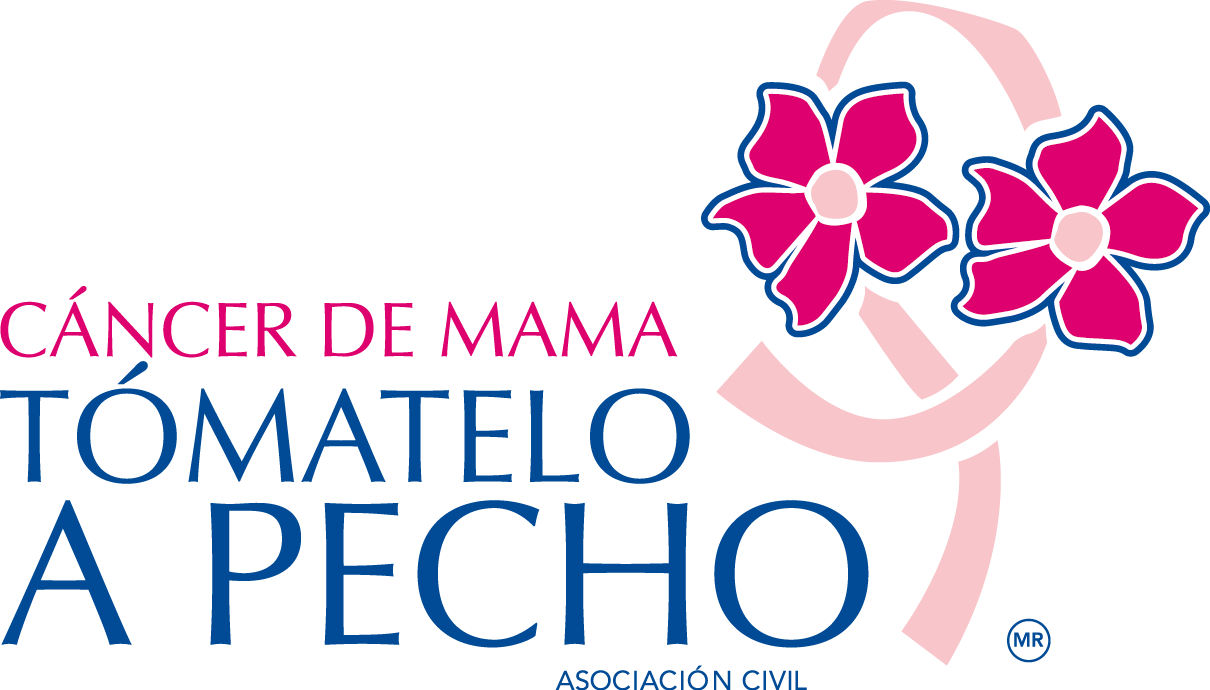 CÁNCER DE MAMA
TÓMATELO
A PECHO
MR
ASOCIACIÓN CIVIL